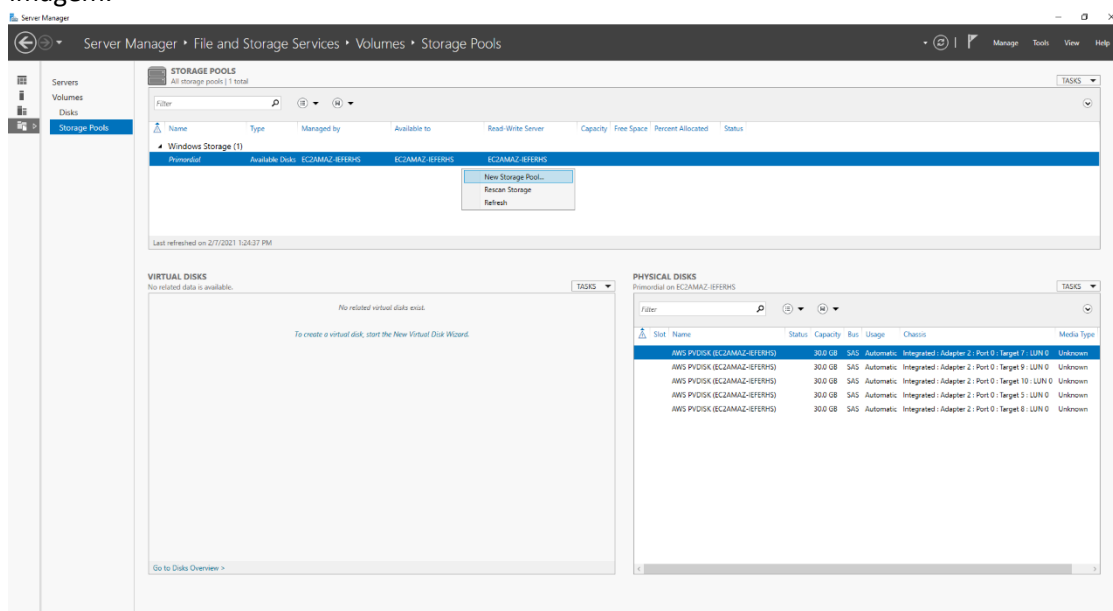 imagem:
Server Manager
Server Manager ‣ File and Storage Services ‣ Volumes ‣ Storage Pools
Manage Tools View Help
Servers
Volumes
Disks
Storage Pools
STORAGE POOLS
All storage pools | 1 total
TASKS
Filter
Name Type Managed by Available to Read-Write Server Capacity Free Space Percent Allocated Status
Windows Storage (1)
Primordial Available Disks EC2AMAZ-IEFERHS EC2AMAZ-IEFERHS EC2AMAZ-IEFERHS
New Storage Pool...
Rescan Storage
Refresh
Last refreshed on 2/7/2021 1:24:37 PM
VIRTUAL DISKS
No related data is available.
TASKS
No related virtual disks exist.
To create a virtual disk, start the New Virtual Disk Wizard.
Go to Disks Overview >
PHYSICAL DISKS
Primordial on EC2AMAZ-IEFERHS
TASKS
Filter
Slot Name Status Capacity Bus Usage Chassis Media Type
AWS PVDISK (EC2AMAZ-IEFERHS) 30.0 GB SAS Automatic Integrated : Adapter 2 : Port 0 : Target 7 : LUN 0 Unknown
AWS PVDISK (EC2AMAZ-IEFERHS) 30.0 GB SAS Automatic Integrated : Adapter 2 : Port 0 : Target 9 : LUN 0 Unknown
AWS PVDISK (EC2AMAZ-IEFERHS) 30.0 GB SAS Automatic Integrated : Adapter 2 : Port 0 : Target 10 : LUN 0 Unknown
AWS PVDISK (EC2AMAZ-IEFERHS) 30.0 GB SAS Automatic Integrated : Adapter 2 : Port 0 : Target 5 : LUN 0 Unknown
AWS PVDISK (EC2AMAZ-IEFERHS) 30.0 GB SAS Automatic Integrated : Adapter 2 : Port 0 : Target 8 : LUN 0 Unknown